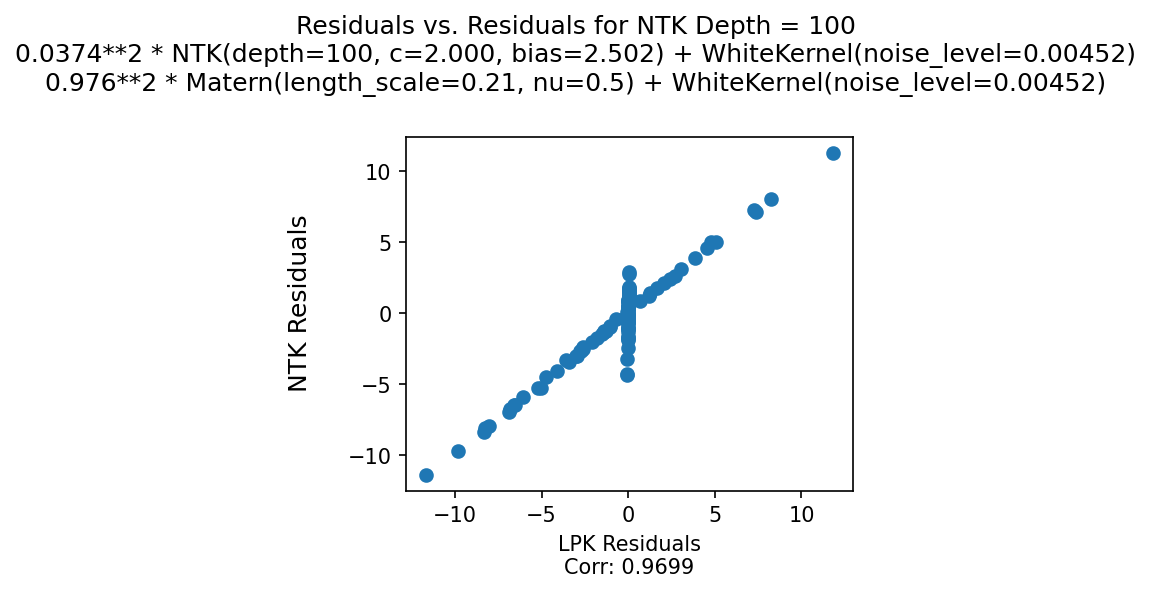 Residuals vs. Residuals for NTK Depth = 100
0.0374**2 * NTK(depth=100, c=2.000, bias=2.502) + WhiteKernel(noise_level=0.00452)
0.976**2 * Matern(length_scale=0.21, nu=0.5) + WhiteKernel(noise_level=0.00452)
NTK Residuals
10
5
0
−5
−10
−10 −5 0 5 10
LPK Residuals
Corr: 0.9699